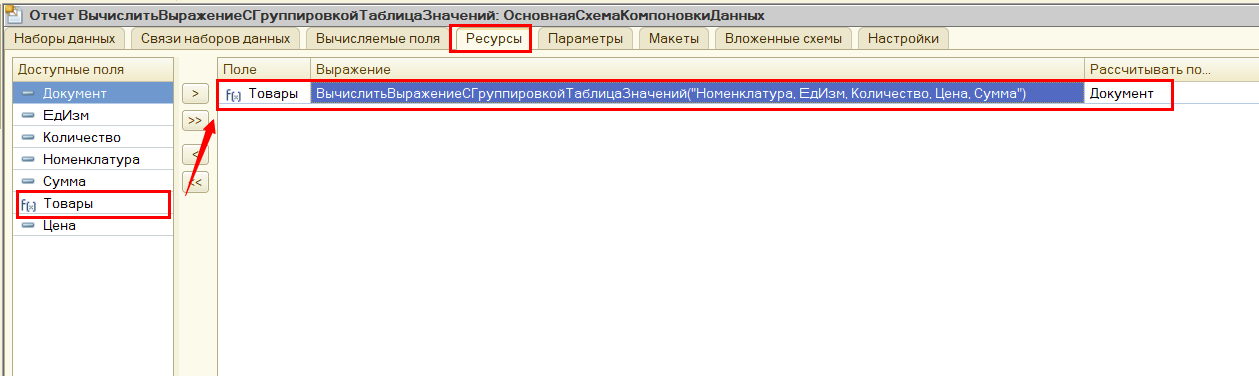 Отчет ВычислитьВыражениеСГруппировкойТаблицаЗначений: ОсновнаяСхемаКомпоновкиДанных
Наборы данных Связи наборов данных Вычисляемые поля Ресурсы Параметры Макеты Вложенные схемы Настройки
Доступные поля Поле Выражение Рассчитывать по...
Документ > f(x) Товары ВычислитьВыражениеСГруппировкойТаблицаЗначений("Номенклатура, ЕдИзм, Количество, Цена, Сумма") Документ
ЕдИзм >>
Количество
Номенклатура <
Сумма <<
f(x) Товары
Цена